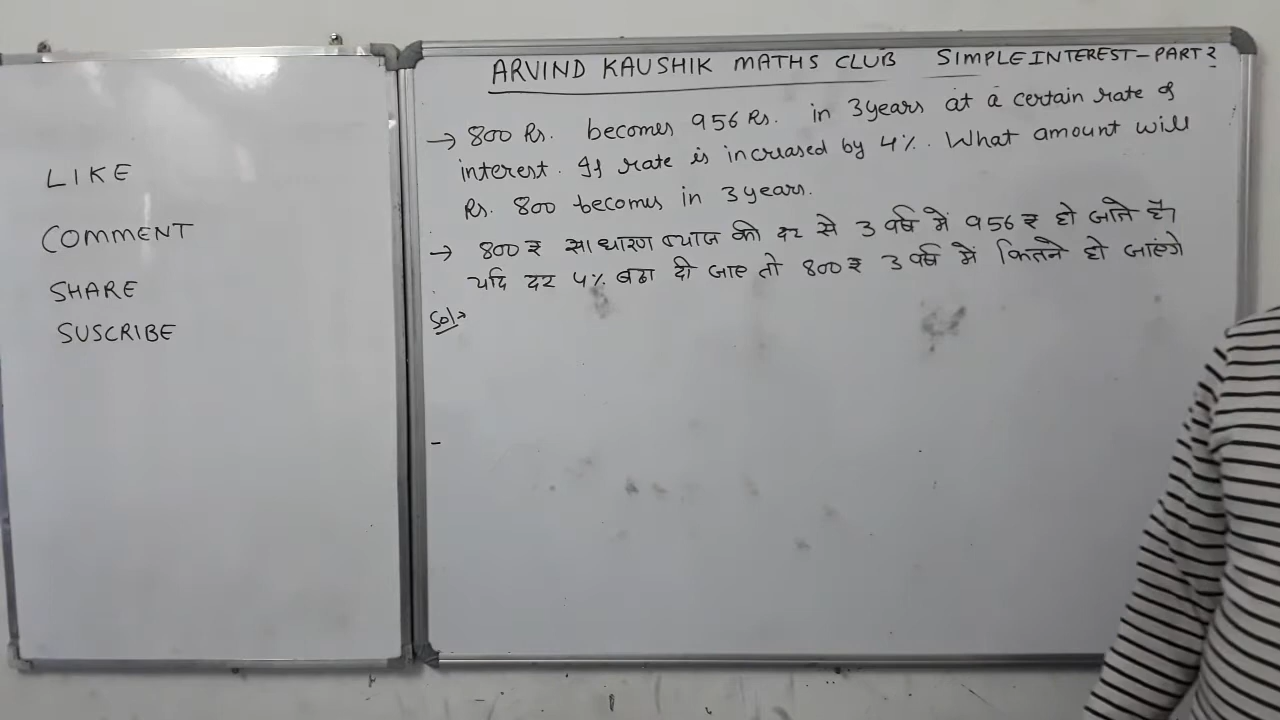 LIKE
COMMENT
SHARE
SUSCRIBE
ARVIND KAUSHIK MATHS CLUB SIMPLE INTEREST - PART 2
→ 800 Rs. becomes 956 Rs. in 3 years at a certain rate of
interest. If rate is increased by 4%. What amount will
Rs. 800 becomes in 3 years.
→ 800 ₹ साधारण ब्याज की दर से 3 वर्ष में 956 ₹ हो जाते है।
यदि दर 4% बढा दी जाए तो 800 ₹ 3 वर्ष में कितने हो जाएंगे
Sol→